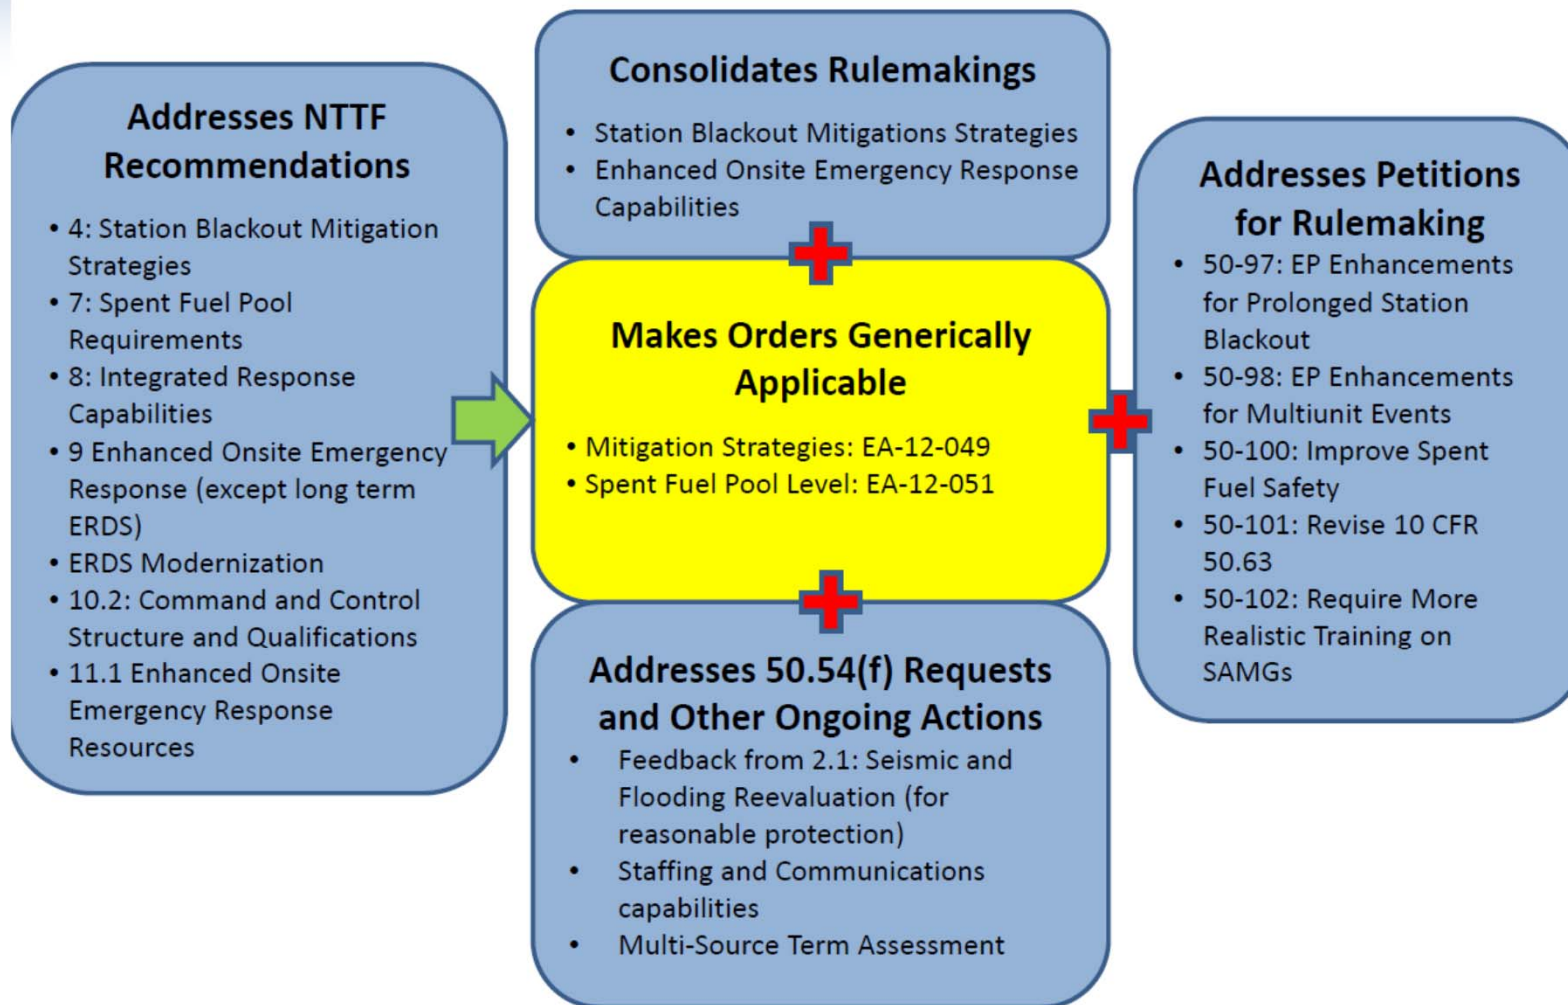 Addresses NTTF
Recommendations
• 4: Station Blackout Mitigation
Strategies
• 7: Spent Fuel Pool
Requirements
• 8: Integrated Response
Capabilities
• 9 Enhanced Onsite Emergency
Response (except long term
ERDS)
• ERDS Modernization
• 10.2: Command and Control
Structure and Qualifications
• 11.1 Enhanced Onsite
Emergency Response
Resources
Consolidates Rulemakings
• Station Blackout Mitigations Strategies
• Enhanced Onsite Emergency Response
Capabilities
Makes Orders Generically
Applicable
• Mitigation Strategies: EA-12-049
• Spent Fuel Pool Level: EA-12-051
Addresses 50.54(f) Requests
and Other Ongoing Actions
• Feedback from 2.1: Seismic and
Flooding Reevaluation (for
reasonable protection)
• Staffing and Communications
capabilities
• Multi-Source Term Assessment
Addresses Petitions
for Rulemaking
• 50-97: EP Enhancements
for Prolonged Station
Blackout
• 50-98: EP Enhancements
for Multiunit Events
• 50-100: Improve Spent
Fuel Safety
• 50-101: Revise 10 CFR
50.63
• 50-102: Require More
Realistic Training on
SAMGs